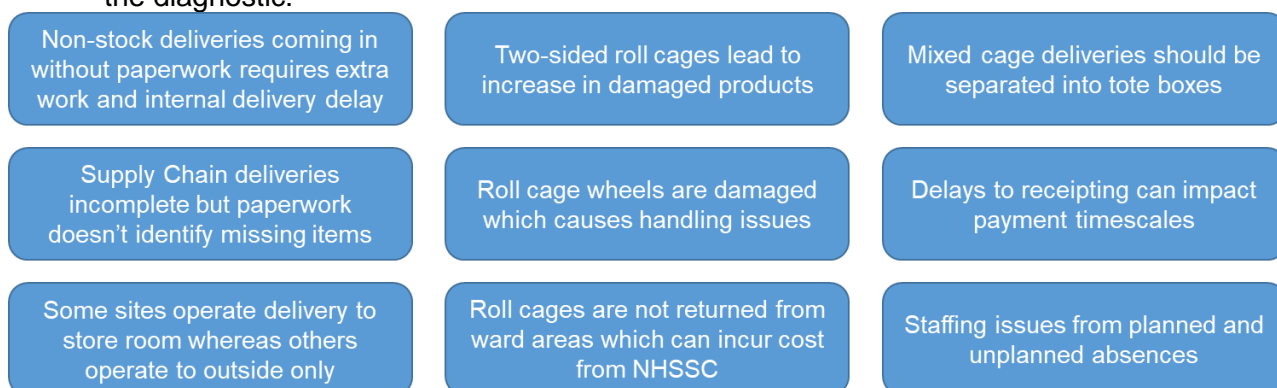 the diagnostic.
Non-stock deliveries coming in
without paperwork requires extra
work and internal delivery delay
Two-sided roll cages lead to
increase in damaged products
Mixed cage deliveries should be
separated into tote boxes
Supply Chain deliveries
incomplete but paperwork
doesn’t identify missing items
Roll cage wheels are damaged
which causes handling issues
Delays to receipting can impact
payment timescales
Some sites operate delivery to
store room whereas others
operate to outside only
Roll cages are not returned from
ward areas which can incur cost
from NHSSC
Staffing issues from planned and
unplanned absences